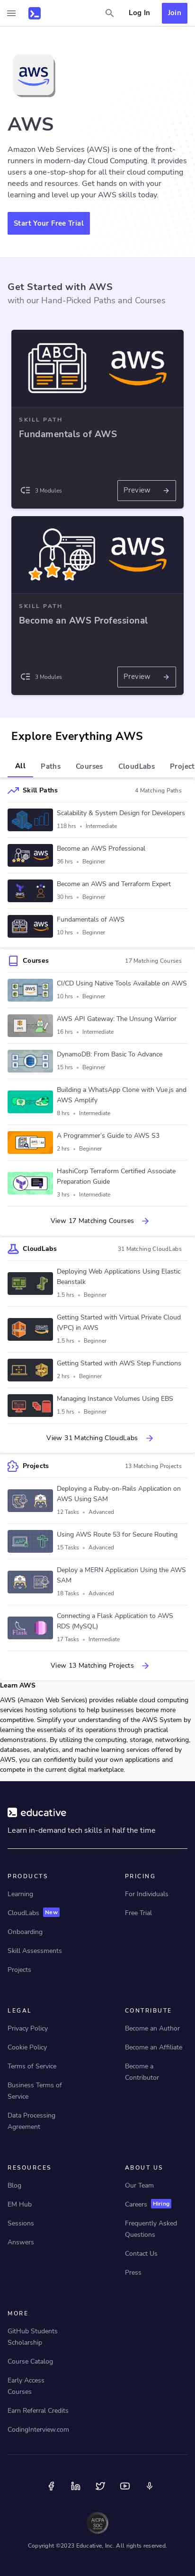 Log In
Join
aws
AWS
Amazon Web Services (AWS) is one of the front-
runners in modern-day Cloud Computing. It provides
a one-stop solution for all their cloud computing
needs and requirements. Get hands on with your
learning and level up your AWS skills today.
Start Your Free Trial
Get Started with AWS
with our Hand-Picked Paths and Courses
ABC
aws
SKILL PATH
Fundamentals of AWS
3 Modules
Preview
aws
SKILL PATH
Become an AWS Professional
3 Modules
Preview
Explore Everything AWS
All
Paths
Courses
CloudLabs
Project
Skill Paths
4 Matching Paths
Scalability & System Design for Developers
118 hrs • Intermediate
Become an AWS Professional
36 hrs • Beginner
Become an AWS and Terraform Expert
30 hrs • Beginner
Fundamentals of AWS
10 hrs • Beginner
Courses
17 Matching Courses
CI/CD Using Native Tools Available on AWS
10 hrs • Beginner
AWS API Gateway: The Unsung Warrior
16 hrs • Intermediate
DynamoDB: From Basic To Advance
15 hrs • Beginner
Building a WhatsApp Clone with Vue.js and
AWS Amplify
8 hrs • Intermediate
A Programmer's Guide to AWS S3
2 hrs • Beginner
HashiCorp Terraform Certified Associate
Preparation Guide
3 hrs • Intermediate
View 17 Matching Courses
CloudLabs
31 Matching CloudLabs
Deploying Web Applications Using Elastic
Beanstalk
1.5 hrs • Beginner
Getting Started with Virtual Private Cloud
(VPC) in AWS
1.5 hrs • Beginner
Getting Started with AWS Step Functions
2 hrs • Beginner
Managing Instance Volumes Using EBS
1.5 hrs • Beginner
View 31 Matching CloudLabs
Projects
13 Matching Projects
Deploying a Ruby-on-Rails Application on
AWS Using SAM
12 Tasks • Advanced
Using AWS Route 53 for Secure Routing
15 Tasks • Advanced
Deploy a MERN Application Using the AWS
SAM
18 Tasks • Advanced
Connecting a Flask Application to AWS
RDS (MySQL)
17 Tasks • Intermediate
View 13 Matching Projects
Learn AWS
AWS (Amazon Web Services) provides reliable cloud computing
services hosting solutions to help businesses become more
competitive. Simplify your understanding of the AWS System by
mastering the essentials of its operations through practical
demonstrations. By utilizing the computing, storage, networking,
databases, analytics, and machine learning services offered by
AWS, you can confidently build your own applications and
compete in the current digital marketplace.
educative
Learn in-demand tech skills in half the time
PRODUCTS
Learning
CloudLabs New
Onboarding
Skill Assessments
Projects
PRICING
For Individuals
Free Trial
LEGAL
Privacy Policy
Cookie Policy
Terms of Service
Business Terms of
Service
Data Processing
Agreement
CONTRIBUTE
Become an Author
Become an Affiliate
Become a
Contributor
RESOURCES
Blog
EM Hub
Sessions
Answers
ABOUT US
Our Team
Careers Hiring
Frequently Asked
Questions
Contact Us
Press
MORE
GitHub Students
Scholarship
Course Catalog
Early Access
Courses
Earn Referral Credits
CodingInterview.com
Copyright ©2023 Educative, Inc. All rights reserved.